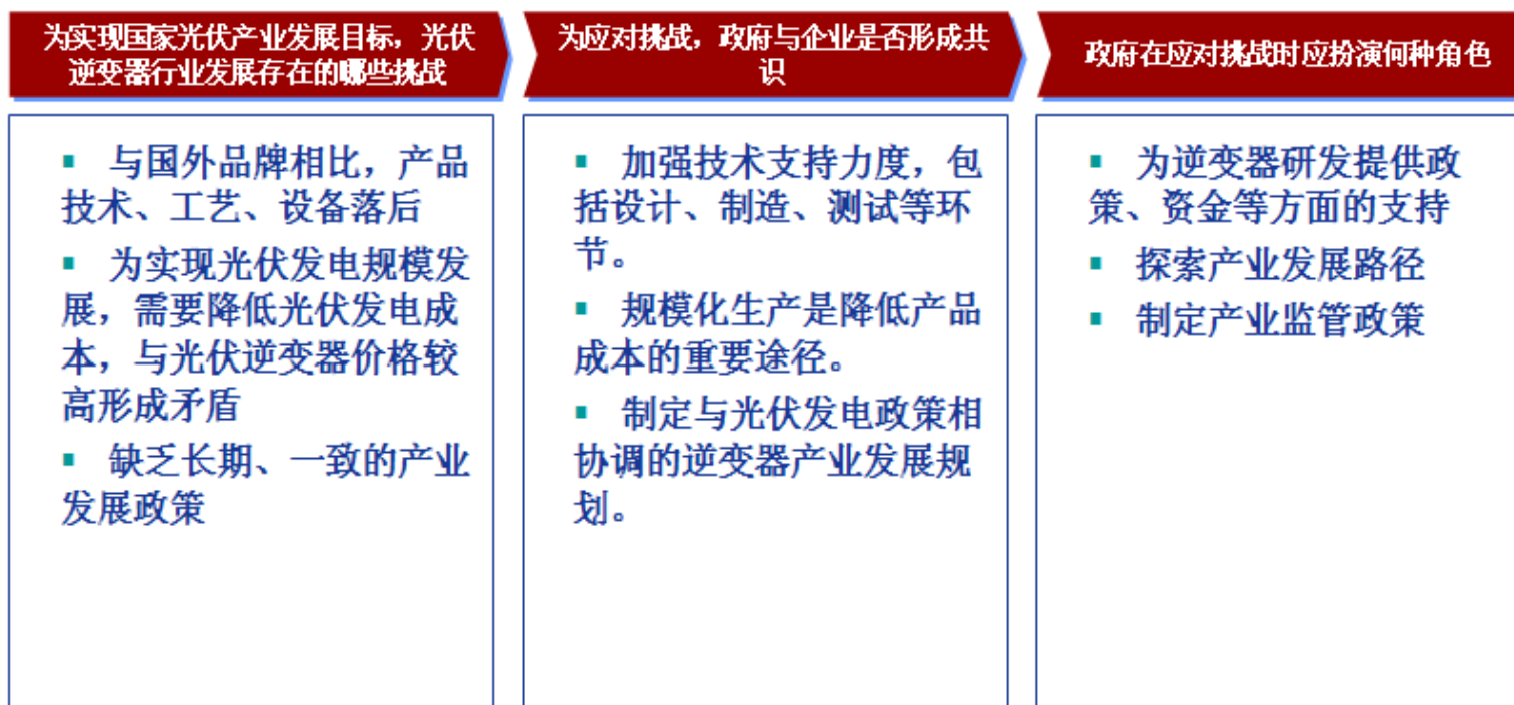 为实现国家光伏产业发展目标，光伏
逆变器行业发展存在的哪些挑战
▪ 与国外品牌相比，产品
技术、工艺、设备落后
▪ 为实现光伏发电规模发
展，需要降低光伏发电成
本，与光伏逆变器价格较
高形成矛盾
▪ 缺乏长期、一致的产业
发展政策
为应对挑战，政府与企业是否形成共
识
▪ 加强技术支持力度，包
括设计、制造、测试等环
节。
▪ 规模化生产是降低产品
成本的重要途径。
▪ 制定与光伏发电政策相
协调的逆变器产业发展规
划。
政府在应对挑战时应扮演何种角色
▪ 为逆变器研发提供政
策、资金等方面的支持
▪ 探索产业发展路径
▪ 制定产业监管政策